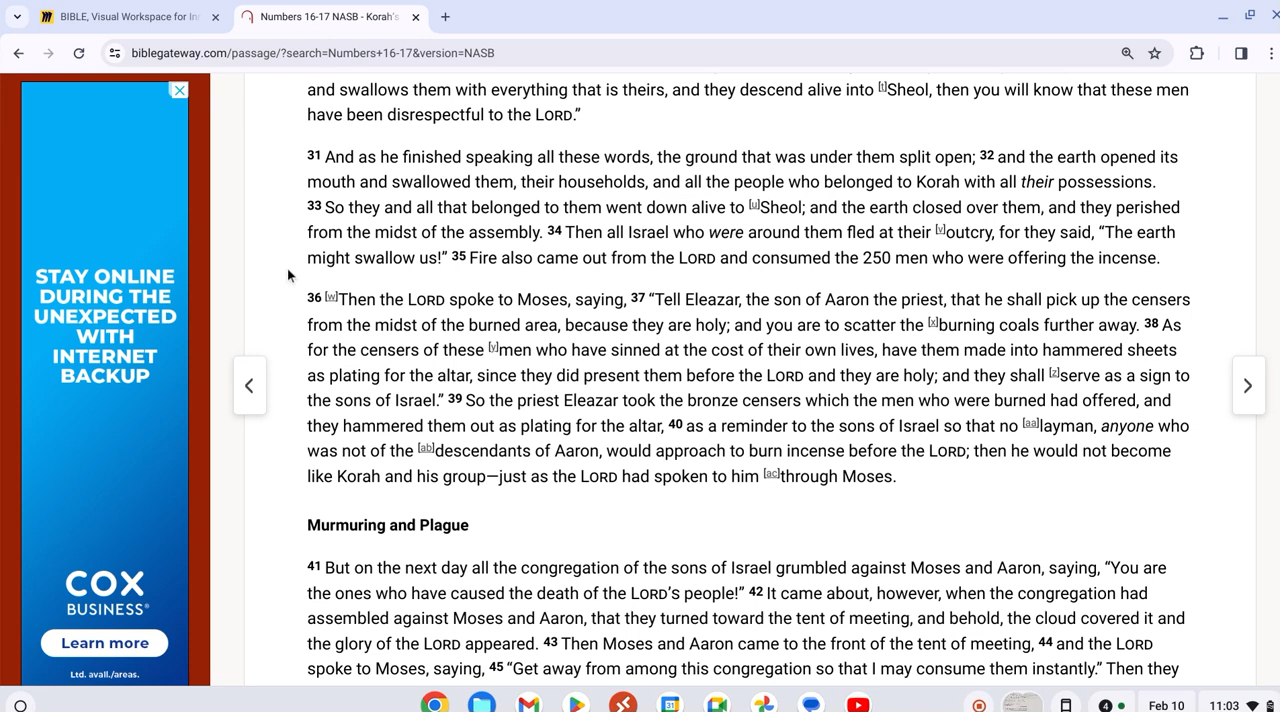 BIBLE, Visual Workspace for In
Numbers 16-17 NASB - Korah's
biblegateway.com/passage/?search=Numbers+16-17&version=NASB
and swallows them with everything that is theirs, and they descend alive into [t]Sheol, then you will know that these men
have been disrespectful to the LORD.”
31 And as he finished speaking all these words, the ground that was under them split open; 32 and the earth opened its
mouth and swallowed them, their households, and all the people who belonged to Korah with all their possessions.
33 So they and all that belonged to them went down alive to [u]Sheol; and the earth closed over them, and they perished
from the midst of the assembly. 34 Then all Israel who were around them fled at their [v]outcry, for they said, “The earth
might swallow us!” 35 Fire also came out from the LORD and consumed the 250 men who were offering the incense.
36 [w]Then the LORD spoke to Moses, saying, 37 “Tell Eleazar, the son of Aaron the priest, that he shall pick up the censers
from the midst of the burned area, because they are holy; and you are to scatter the [x]burning coals further away. 38 As
for the censers of these [y]men who have sinned at the cost of their own lives, have them made into hammered sheets
as plating for the altar, since they did present them before the LORD and they are holy; and they shall [z]serve as a sign to
the sons of Israel.” 39 So the priest Eleazar took the bronze censers which the men who were burned had offered, and
they hammered them out as plating for the altar, 40 as a reminder to the sons of Israel so that no [aa]layman, anyone who
was not of the [ab]descendants of Aaron, would approach to burn incense before the LORD; then he would not become
like Korah and his group—just as the LORD had spoken to him [ac]through Moses.
Murmuring and Plague
41 But on the next day all the congregation of the sons of Israel grumbled against Moses and Aaron, saying, “You are
the ones who have caused the death of the LORD’s people!” 42 It came about, however, when the congregation had
assembled against Moses and Aaron, that they turned toward the tent of meeting, and behold, the cloud covered it and
the glory of the LORD appeared. 43 Then Moses and Aaron came to the front of the tent of meeting, 44 and the LORD
spoke to Moses, saying, 45 “Get away from among this congregation, so that I may consume them instantly.” Then they
STAY ONLINE
DURING THE
UNEXPECTED
WITH
INTERNET
BACKUP
COX
BUSINESS®
Learn more
Ltd. avail./areas.
31
4
Feb 10
11:03